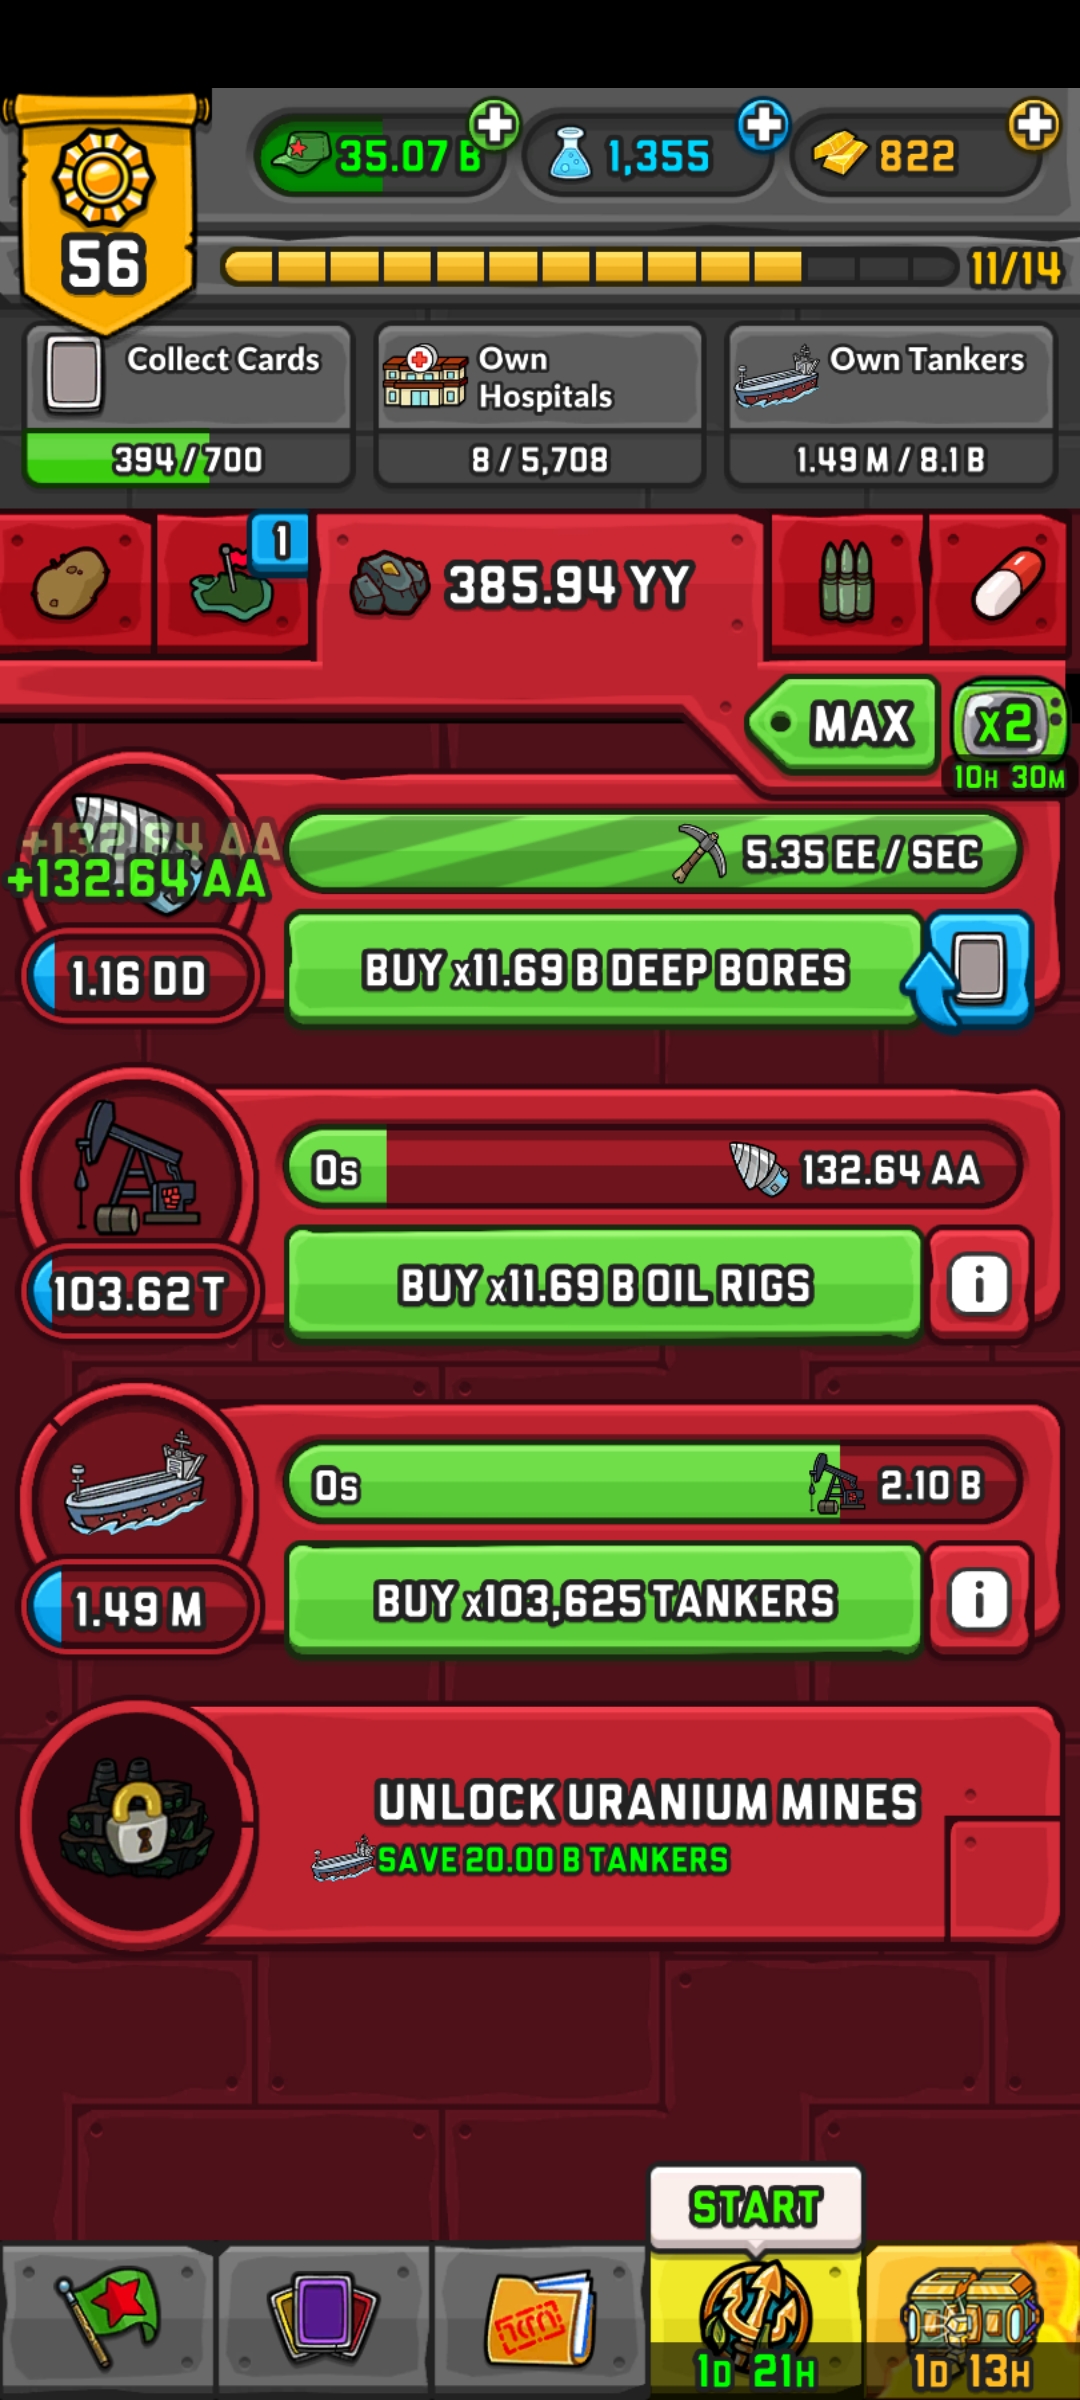 35.07 B
1,355
822
56
11/14
Collect Cards
394 / 700
Own
Hospitals
8 / 5,708
Own Tankers
1.49 M / 8.1 B
1
385.94 YY
MAX
x2
10H 30M
+132.64 AA
+132.64 AA
5.35 EE / SEC
1.16 DD
BUY x11.69 B DEEP BORES
0s
132.64 AA
103.62 T
BUY x11.69 B OIL RIGS
i
0s
2.10 B
1.49 M
BUY x103,625 TANKERS
i
UNLOCK URANIUM MINES
SAVE 20.00 B TANKERS
START
1D 21H
1D 13H